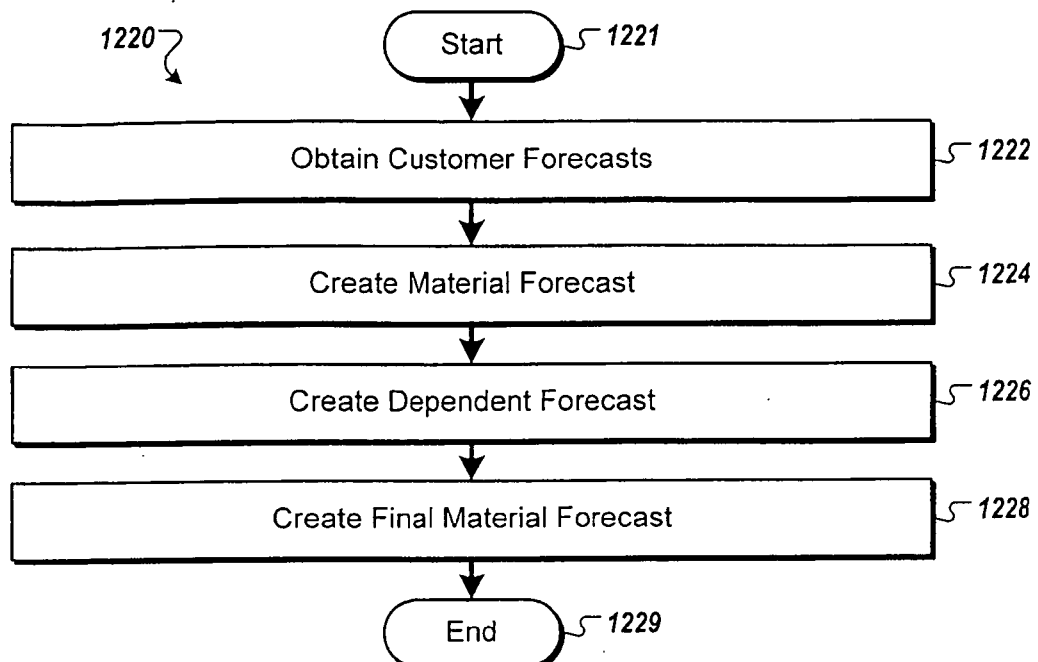 1220
Start
1221
Obtain Customer Forecasts
1222
Create Material Forecast
1224
Create Dependent Forecast
1226
Create Final Material Forecast
1228
End
1229